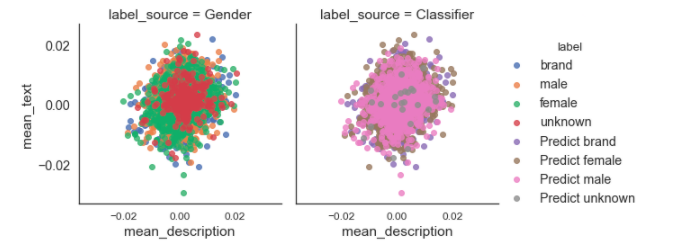 label_source = Gender
label_source = Classifier
mean_text
0.02
0.00
−0.02
−0.02
0.00
0.02
mean_description
−0.02
0.00
0.02
mean_description
label
brand
male
female
unknown
Predict brand
Predict female
Predict male
Predict unknown